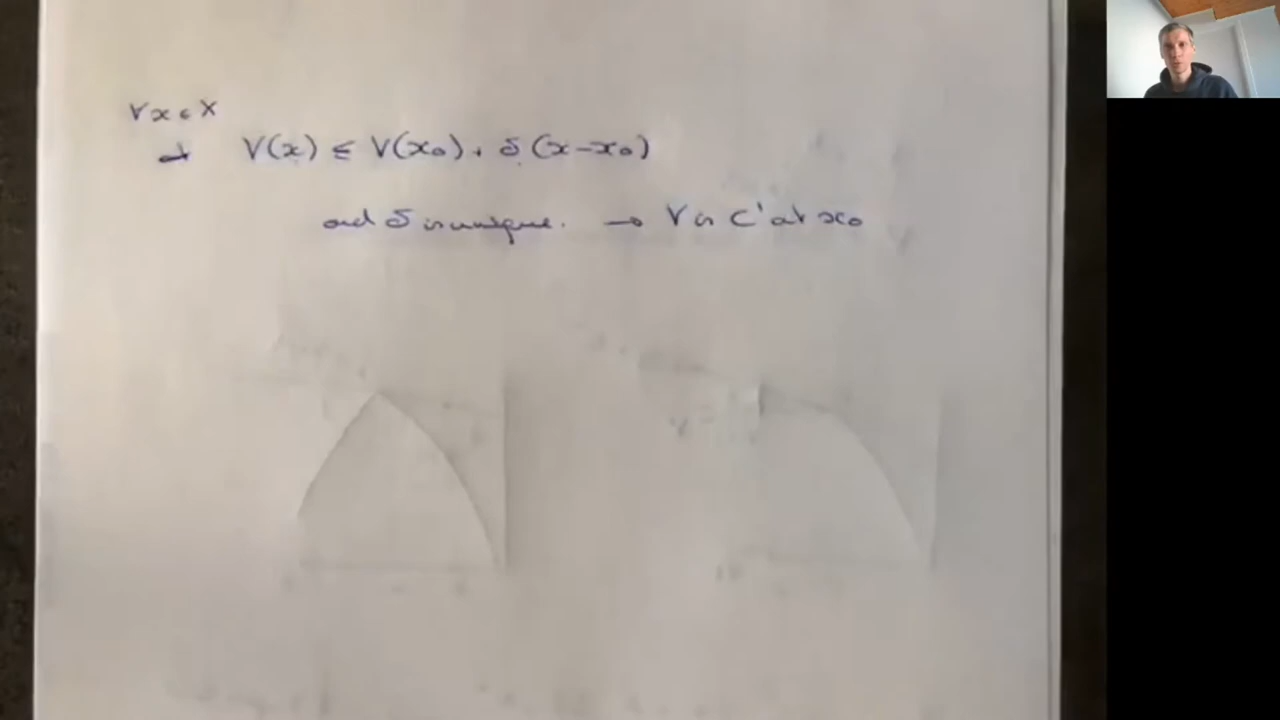 ∀x ∈ X
V(x) ≤ V(x₀) + δ(x-x₀)
and δ is unique. → V is C¹ at x₀